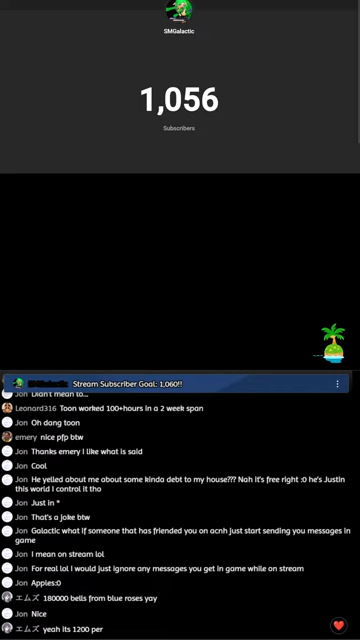 SMGalactic
1,056
Subscribers
SMGalactic Stream Subscriber Goal: 1,060!!
Jon Didn't mean to...
Leonard316 Toon worked 100+hours in a 2 week span
Jon Oh dang toon
emery nice pfp btw
Jon Thanks emery I like what is said
Jon Cool
Jon He yelled about me about some kinda debt to my house??? Nah it's free right :0 he's Justin
this world I control it tho
Jon Just in *
Jon That's a joke btw
Jon Galactic what if someone that has friended you on acnh just start sending you messages in
game
Jon I mean on stream lol
Jon For real lol I would just ignore any messages you get in game while on stream
Jon Apples:0
エムズ 180000 bells from blue roses yay
Jon Nice
エムズ yeah its 1200 per